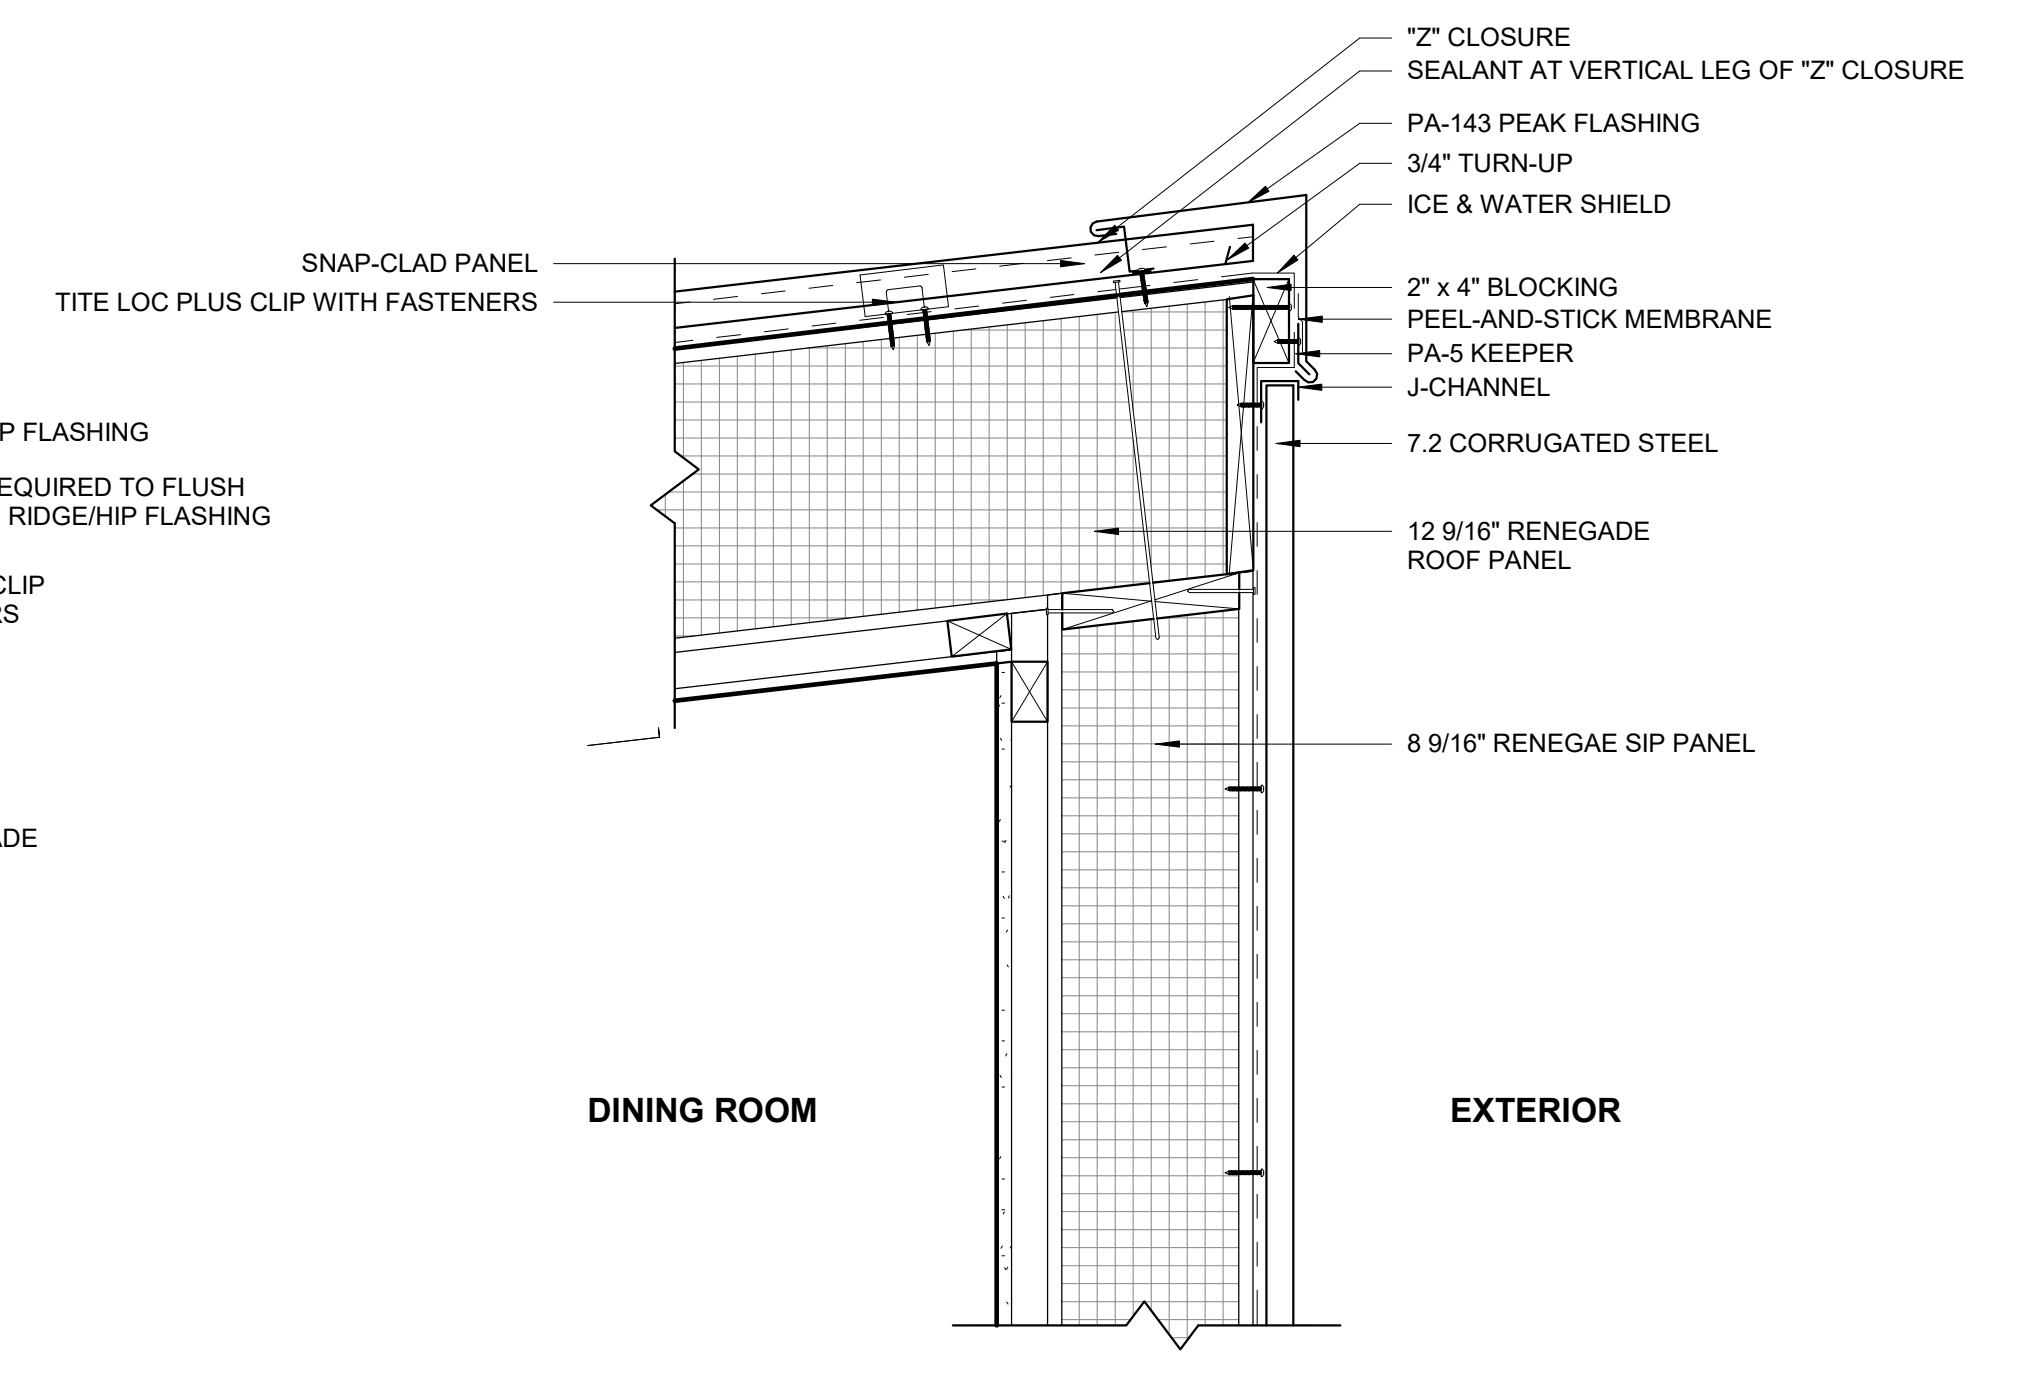 "Z" CLOSURE
SEALANT AT VERTICAL LEG OF "Z" CLOSURE
PA-143 PEAK FLASHING
3/4" TURN-UP
ICE & WATER SHIELD
SNAP-CLAD PANEL
TITE LOC PLUS CLIP WITH FASTENERS
2" x 4" BLOCKING
PEEL-AND-STICK MEMBRANE
PA-5 KEEPER
J-CHANNEL
7.2 CORRUGATED STEEL
P FLASHING
EQUIRED TO FLUSH
RIDGE/HIP FLASHING
12 9/16" RENEGADE
ROOF PANEL
CLIP
RS
8 9/16" RENEGAE SIP PANEL
ADE
DINING ROOM
EXTERIOR